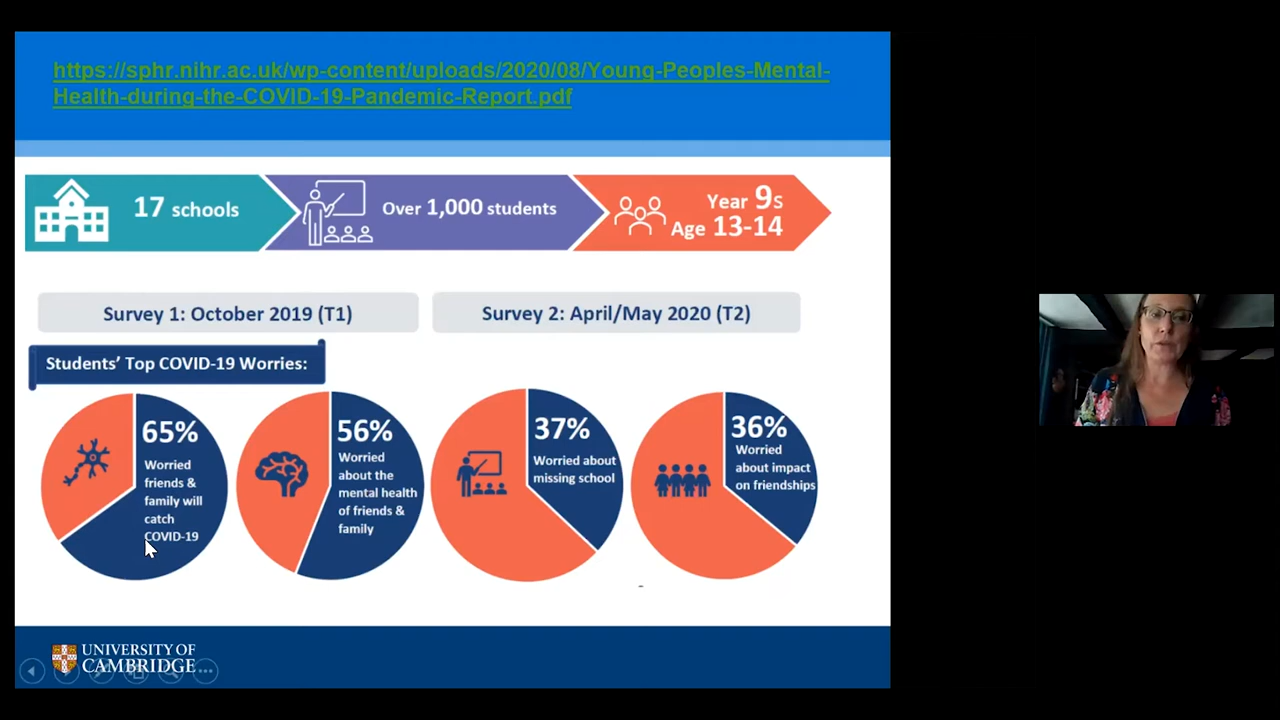 https://sphr.nihr.ac.uk/wp-content/uploads/2020/08/Young-Peoples-Mental-
Health-during-the-COVID-19-Pandemic-Report.pdf
17 schools
Over 1,000 students
Year 9s
Age 13-14
Survey 1: October 2019 (T1)
Survey 2: April/May 2020 (T2)
Students’ Top COVID-19 Worries:
65%
Worried
friends &
family will
catch
COVID-19
56%
Worried
about the
mental health
of friends &
family
37%
Worried about
missing school
36%
Worried
about impact
on friendships
UNIVERSITY OF
CAMBRIDGE